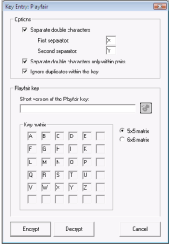 Key Entry: Playfair
Options
Separate double characters
First separator: X
Second separator: Y
Separate double characters only within pairs
Ignore duplicates within the key
Playfair key
Short version of the Playfair key:
Key matrix
5x5 matrix
6x6 matrix
A B C D E
F G H I K
L M N O P
Q R S T U
V W X Y Z
Encrypt Decrypt Cancel